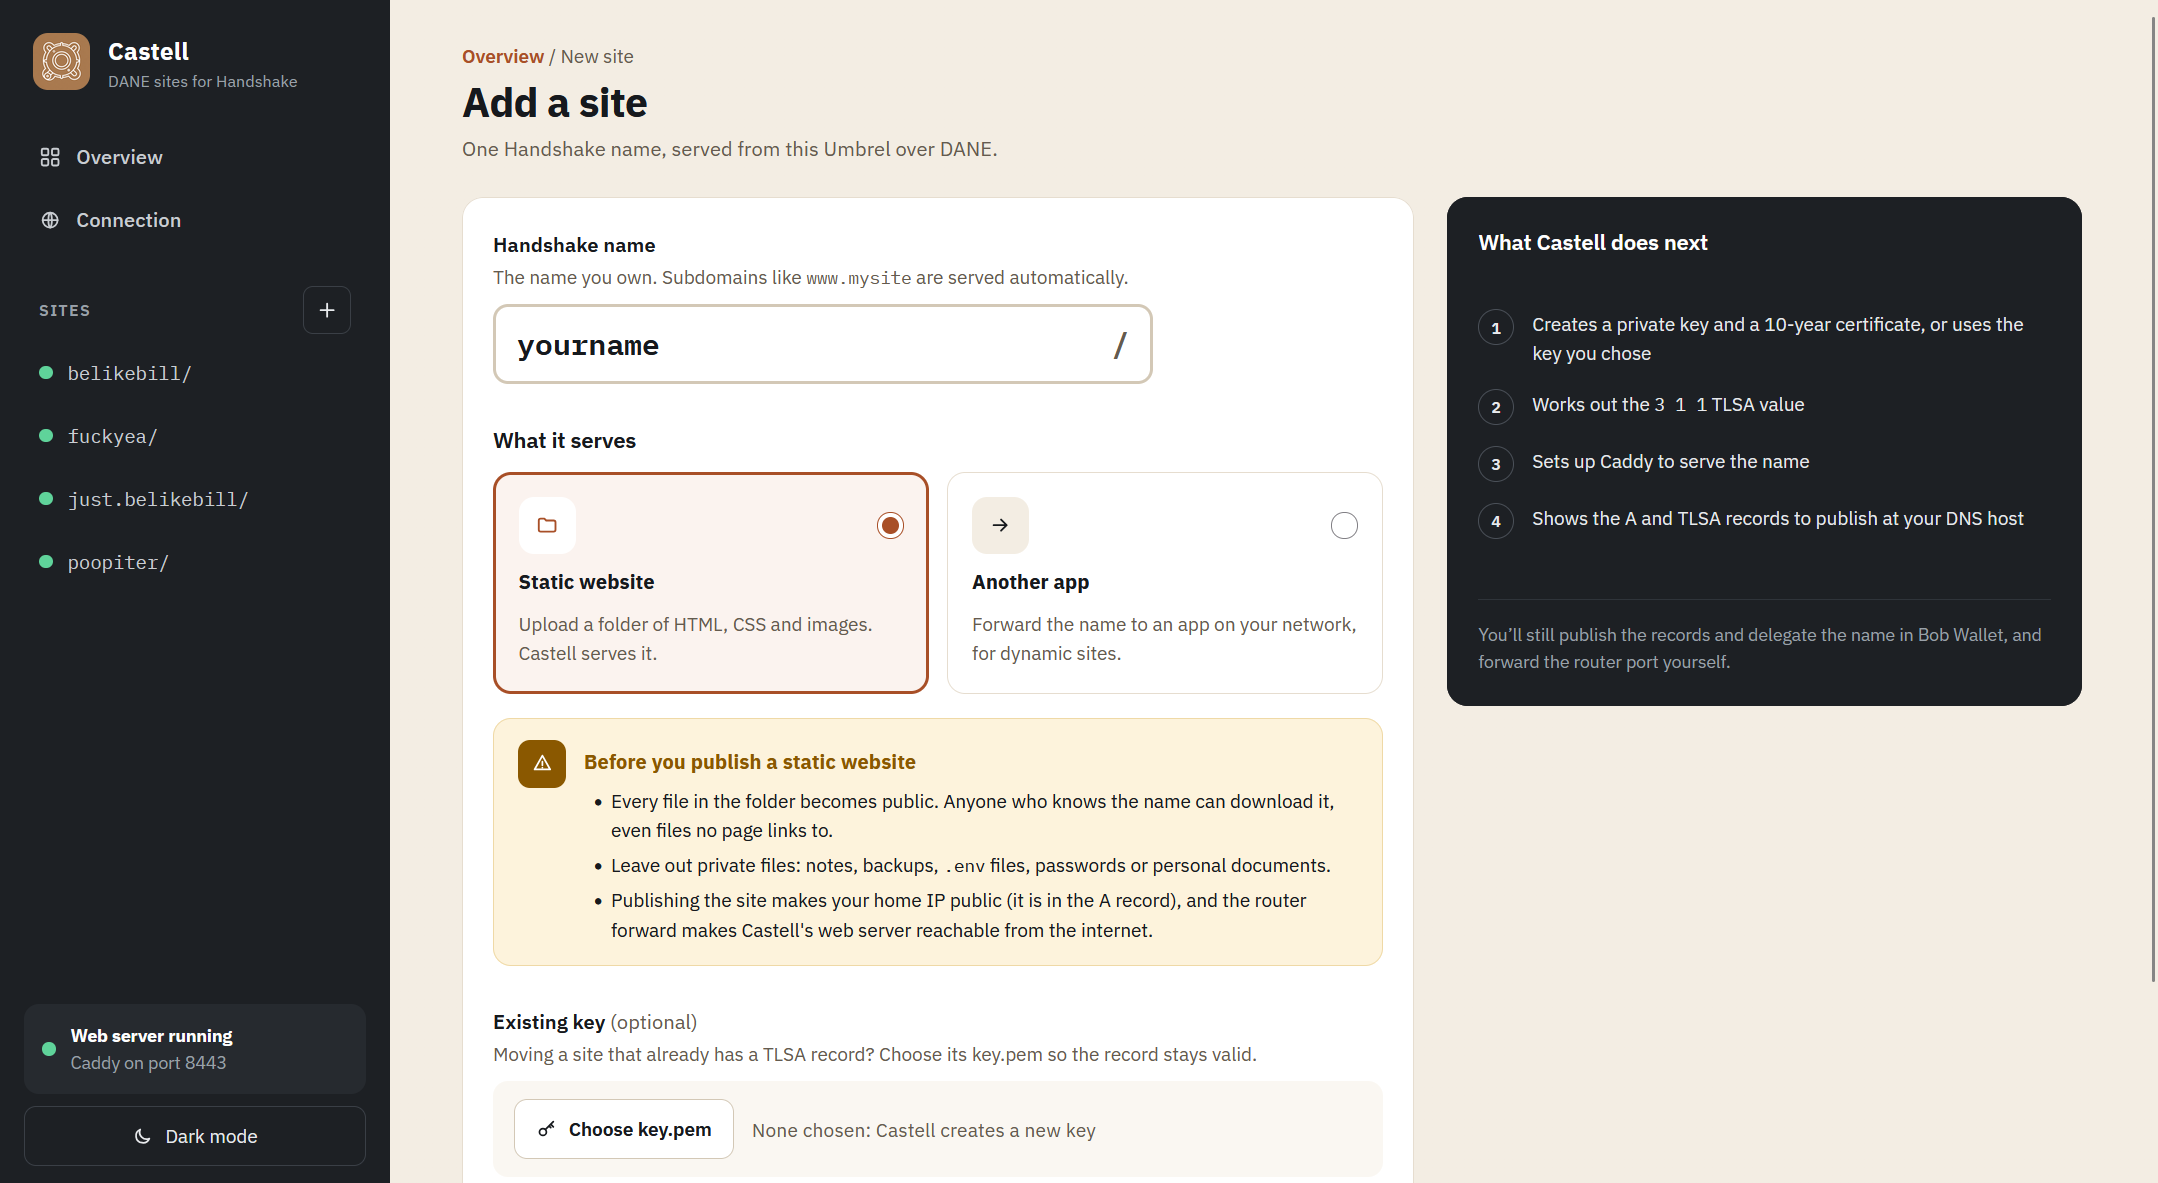 Castell
DANE sites for Handshake
Overview
Connection
SITES
belikebill/
fuckyea/
just.belikebill/
poopiter/
Web server running
Caddy on port 8443
Dark mode
Overview / New site
Add a site
One Handshake name, served from this Umbrel over DANE.
Handshake name
The name you own. Subdomains like www.mysite are served automatically.
yourname /
What it serves
Static website
Upload a folder of HTML, CSS and images.
Castell serves it.
Another app
Forward the name to an app on your network,
for dynamic sites.
Before you publish a static website
• Every file in the folder becomes public. Anyone who knows the name can download it,
even files no page links to.
• Leave out private files: notes, backups, .env files, passwords or personal documents.
• Publishing the site makes your home IP public (it is in the A record), and the router
forward makes Castell's web server reachable from the internet.
Existing key (optional)
Moving a site that already has a TLSA record? Choose its key.pem so the record stays valid.
Choose key.pem
None chosen: Castell creates a new key
What Castell does next
1 Creates a private key and a 10-year certificate, or uses the
key you chose
2 Works out the 3 1 1 TLSA value
3 Sets up Caddy to serve the name
4 Shows the A and TLSA records to publish at your DNS host
You’ll still publish the records and delegate the name in Bob Wallet, and
forward the router port yourself.